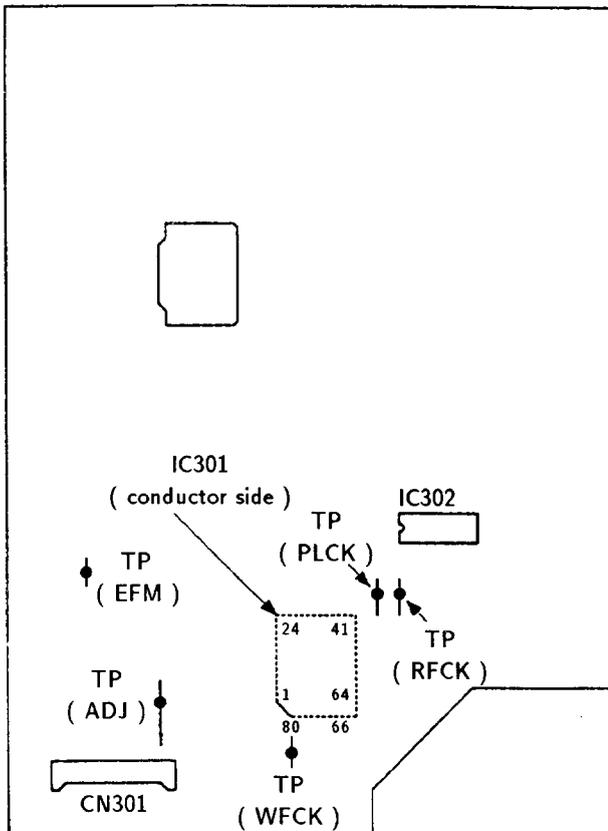 IC301
( conductor side )
IC302
TP
( PLCK )
TP
( EFM )
24 41
TP
( RFCK )
TP
( ADJ )
1 64
80 66
TP
( WFCK )
CN301